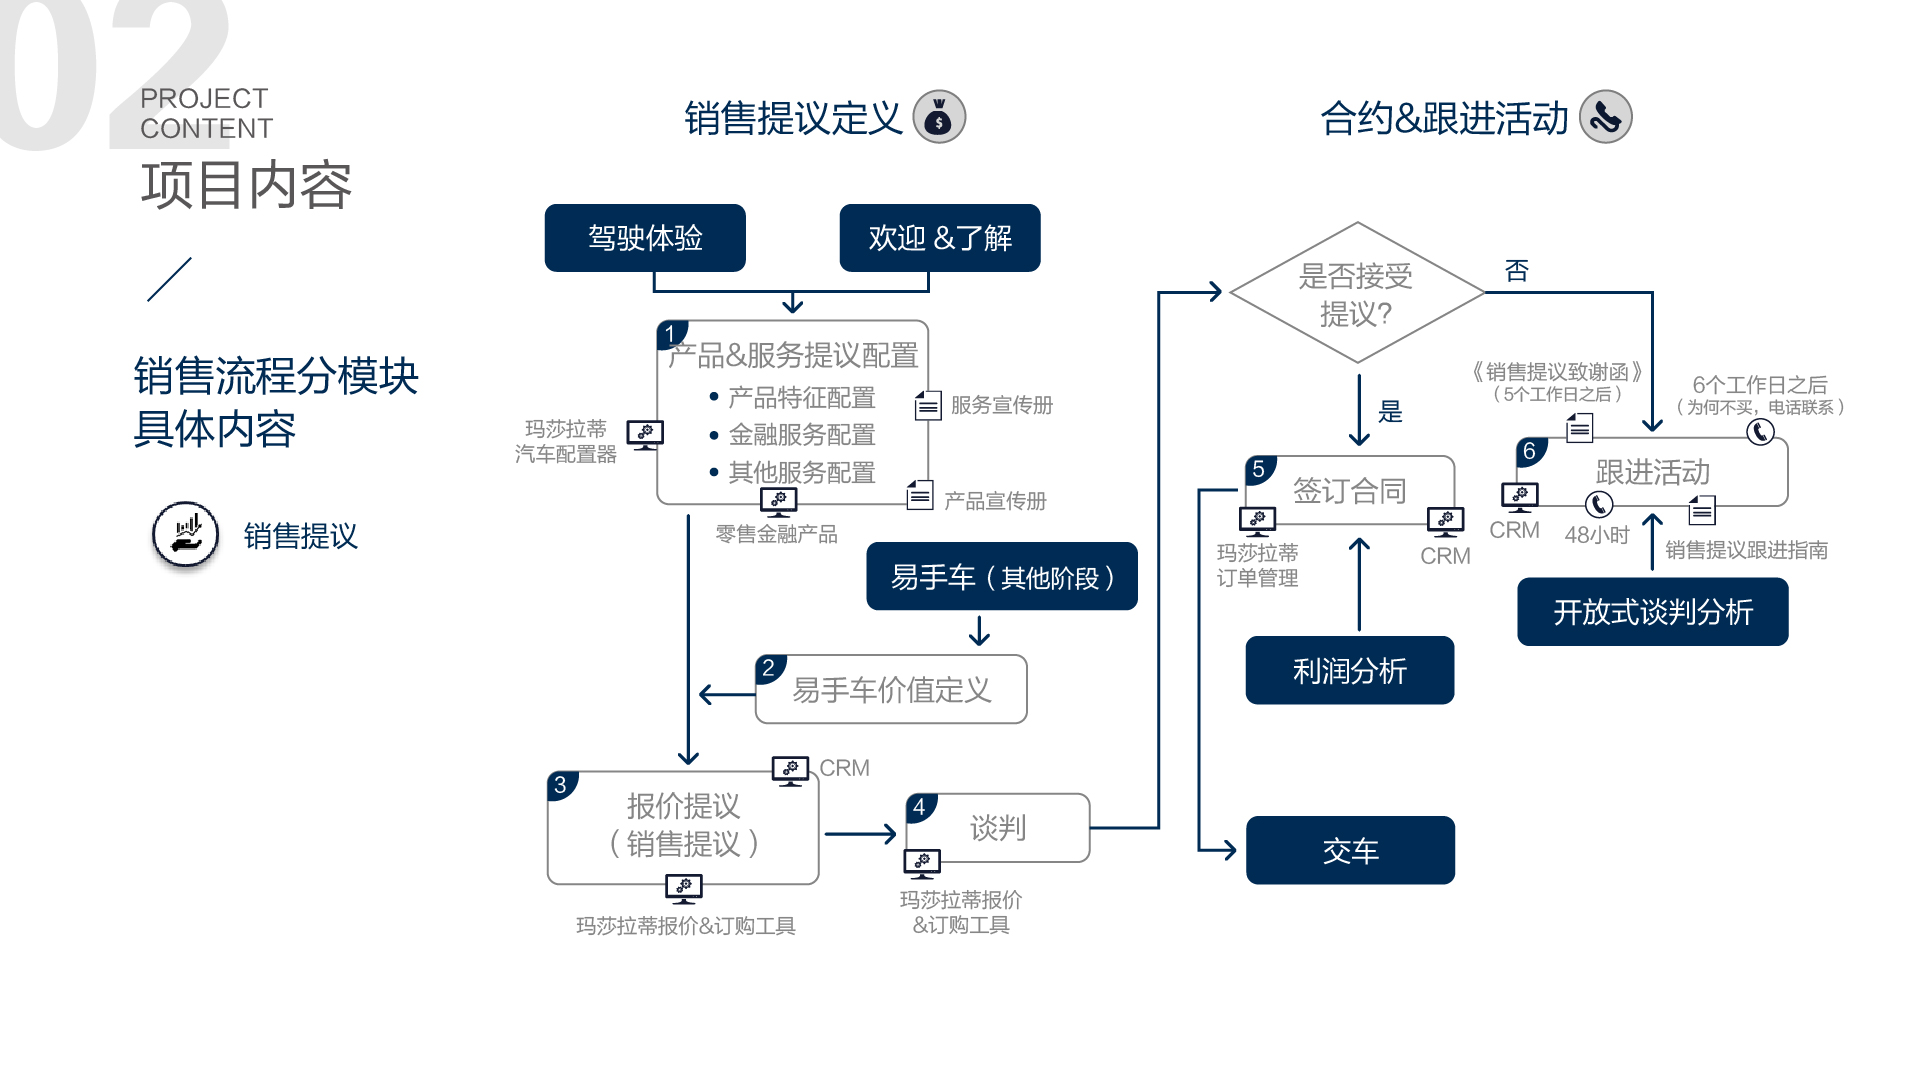 02
PROJECT
CONTENT
项目内容
销售流程分模块
具体内容
销售提议
销售提议定义
$
合约&跟进活动
驾驶体验
欢迎 &了解
1
产品&服务提议配置
• 产品特征配置
• 金融服务配置
• 其他服务配置
玛莎拉蒂
汽车配置器
服务宣传册
产品宣传册
零售金融产品
易手车（其他阶段）
2
易手车价值定义
3
报价提议
（销售提议）
CRM
玛莎拉蒂报价&订购工具
4
谈判
玛莎拉蒂报价
&订购工具
是否接受
提议?
否
是
5
签订合同
玛莎拉蒂
订单管理
CRM
利润分析
交车
《销售提议致谢函》
（5个工作日之后）
6个工作日之后
（为何不买，电话联系）
6
跟进活动
CRM
48小时
销售提议跟进指南
开放式谈判分析